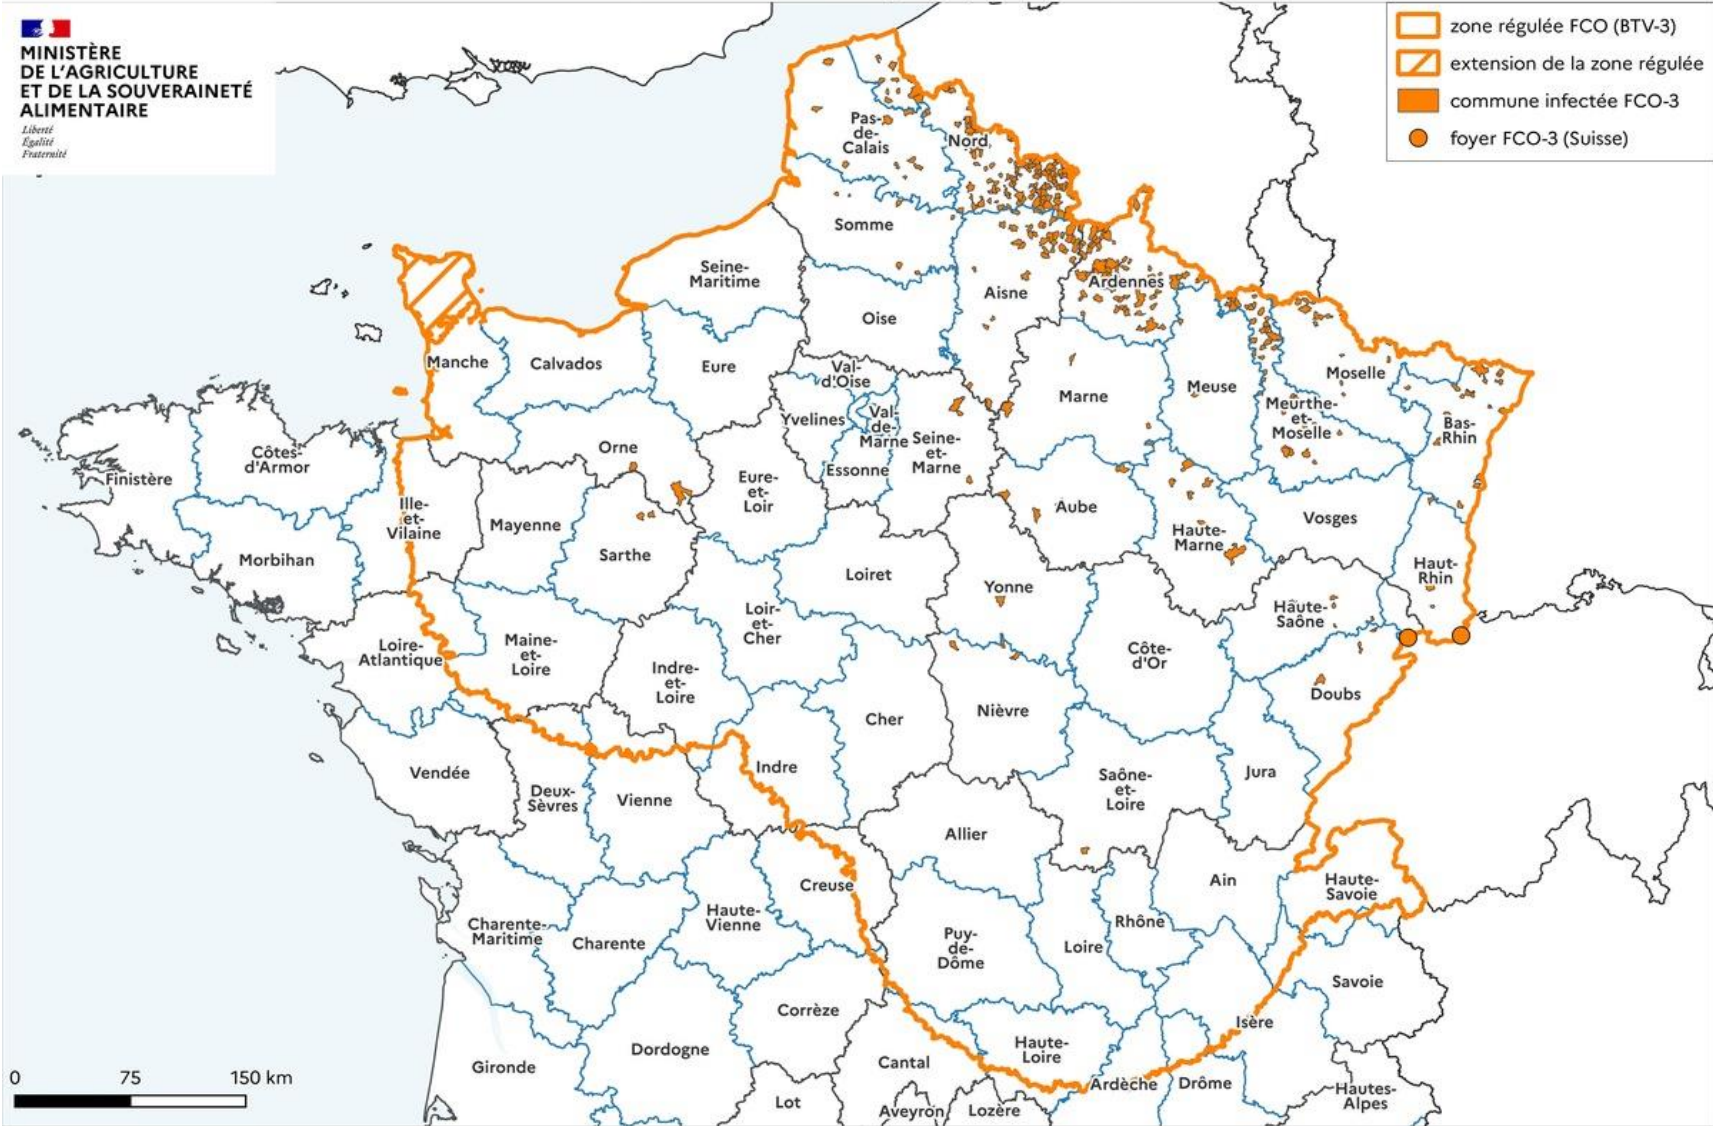 MINISTÈRE
DE L'AGRICULTURE
ET DE LA SOUVERAINETÉ
ALIMENTAIRE
Liberté
Égalité
Fraternité
zone régulée FCO (BTV-3)
extension de la zone régulée
commune infectée FCO-3
foyer FCO-3 (Suisse)
Pas-
de-
Calais
Nord
Somme
Seine-
Maritime
Oise
Aisne
Ardennes
Manche
Calvados
Eure
Val-
d'Oise
Yvelines
Val-
de-
Marne
Essonne
Seine-
et-
Marne
Marne
Meuse
Moselle
Meurthe-
et-
Moselle
Bas-
Rhin
Finistère
Côtes-
d'Armor
Morbihan
Ille-
et-
Vilaine
Orne
Mayenne
Sarthe
Eure-
et-
Loir
Loiret
Aube
Haute-
Marne
Vosges
Haut-
Rhin
Yonne
Haute-
Saône
Loire-
Atlantique
Maine-
et-
Loire
Indre-
et-
Loire
Loir-
et-
Cher
Cher
Nièvre
Côte-
d'Or
Doubs
Vendée
Deux-
Sèvres
Vienne
Indre
Allier
Saône-
et-
Loire
Jura
Charente-
Maritime
Charente
Haute-
Vienne
Creuse
Puy-
de-
Dôme
Loire
Rhône
Ain
Haute-
Savoie
Savoie
Gironde
Dordogne
Corrèze
Cantal
Haute-
Loire
Isère
Lot
Aveyron
Lozère
Ardèche
Drôme
Hautes-
Alpes
0 75 150 km